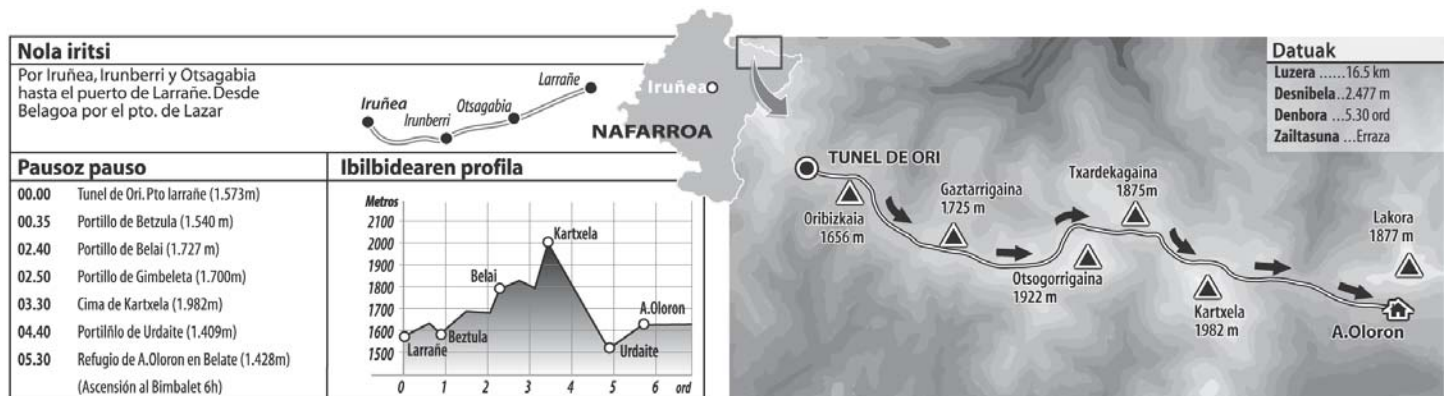 Nola iritsi
Por Iruñea, Irunberri y Otsagabia
hasta el puerto de Larrañe. Desde
Belagoa por el pto. de Lazar
Iruñea
Irunberri
Otsagabia
Larrañe
Iruñea
NAFARROA
Pausoz pauso
00.00 Tunel de Ori. Pto larrañe (1.573m)
00.35 Portillo de Betzula (1.540 m)
02.40 Portillo de Belai (1.727 m)
02.50 Portillo de Gimbeleta (1.700m)
03.30 Cima de Kartxela (1.982m)
04.40 Portilñlo de Urdaite (1.409m)
05.30 Refugio de A.Oloron en Belate (1.428m)
(Ascensión al Bimbalet 6h)
Ibilbidearen profila
Metros
2100
2000
1900
1800
1700
1600
1500
Larrañe
Beztula
Belai
Kartxela
Urdaite
A.Oloron
0 1 2 3 4 5 6 ord
Datuak
Luzera ......16.5 km
Desnibela..2.477 m
Denbora ...5.30 ord
Zailtasuna ...Erraza
TUNEL DE ORI
Oribizkaia
1656 m
Gaztarrigaina
1725 m
Otsogorrigaina
1922 m
Txardekagaina
1875m
Kartxela
1982 m
Lakora
1877 m
A.Oloron